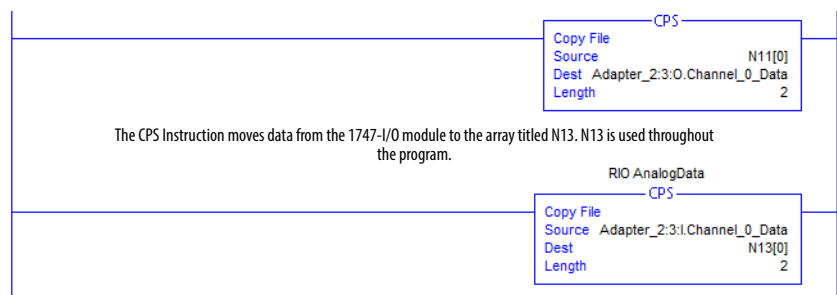 CPS
Copy File
Source N11[0]
Dest Adapter_2:3:O.Channel_0_Data
Length 2
The CPS Instruction moves data from the 1747-I/O module to the array titled N13. N13 is used throughout
the program.
RIO AnalogData
CPS
Copy File
Source Adapter_2:3:I.Channel_0_Data
Dest N13[0]
Length 2